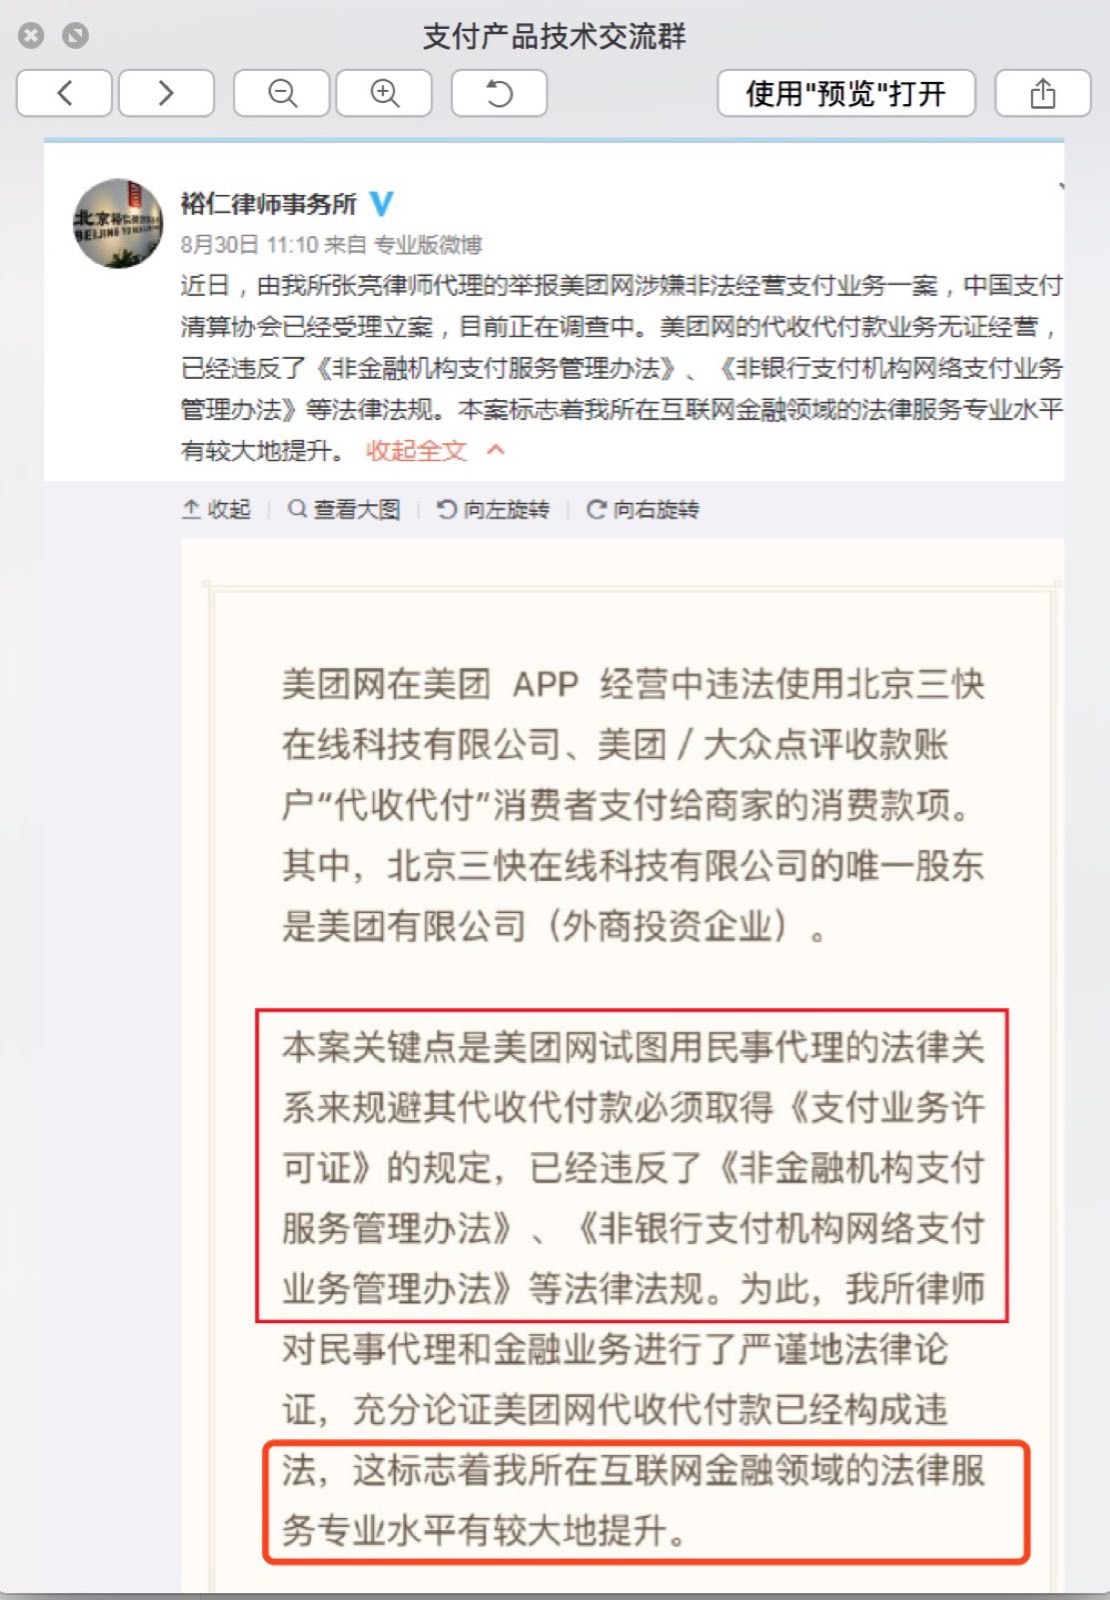 支付产品技术交流群
使用"预览"打开
裕仁律师事务所 V
8月30日 11:10 来自 专业版微博
近日，由我所张亮律师代理的举报美团网涉嫌非法经营支付业务一案，中国支付
清算协会已经受理立案，目前正在调查中。美团网的代收代付款业务无证经营，
已经违反了《非金融机构支付服务管理办法》、《非银行支付机构网络支付业务
管理办法》等法律法规。本案标志着我所在互联网金融领域的法律服务专业水平
有较大地提升。 收起全文
收起 查看大图 向左旋转 向右旋转
美团网在美团 APP 经营中违法使用北京三快
在线科技有限公司、美团 / 大众点评收款账
户“代收代付”消费者支付给商家的消费款项。
其中，北京三快在线科技有限公司的唯一股东
是美团有限公司（外商投资企业）。
本案关键点是美团网试图用民事代理的法律关
系来规避其代收代付款必须取得《支付业务许
可证》的规定，已经违反了《非金融机构支付
服务管理办法》、《非银行支付机构网络支付
业务管理办法》等法律法规。为此，我所律师
对民事代理和金融业务进行了严谨地法律论
证，充分论证美团网代收代付款已经构成违
法，这标志着我所在互联网金融领域的法律服
务专业水平有较大地提升。